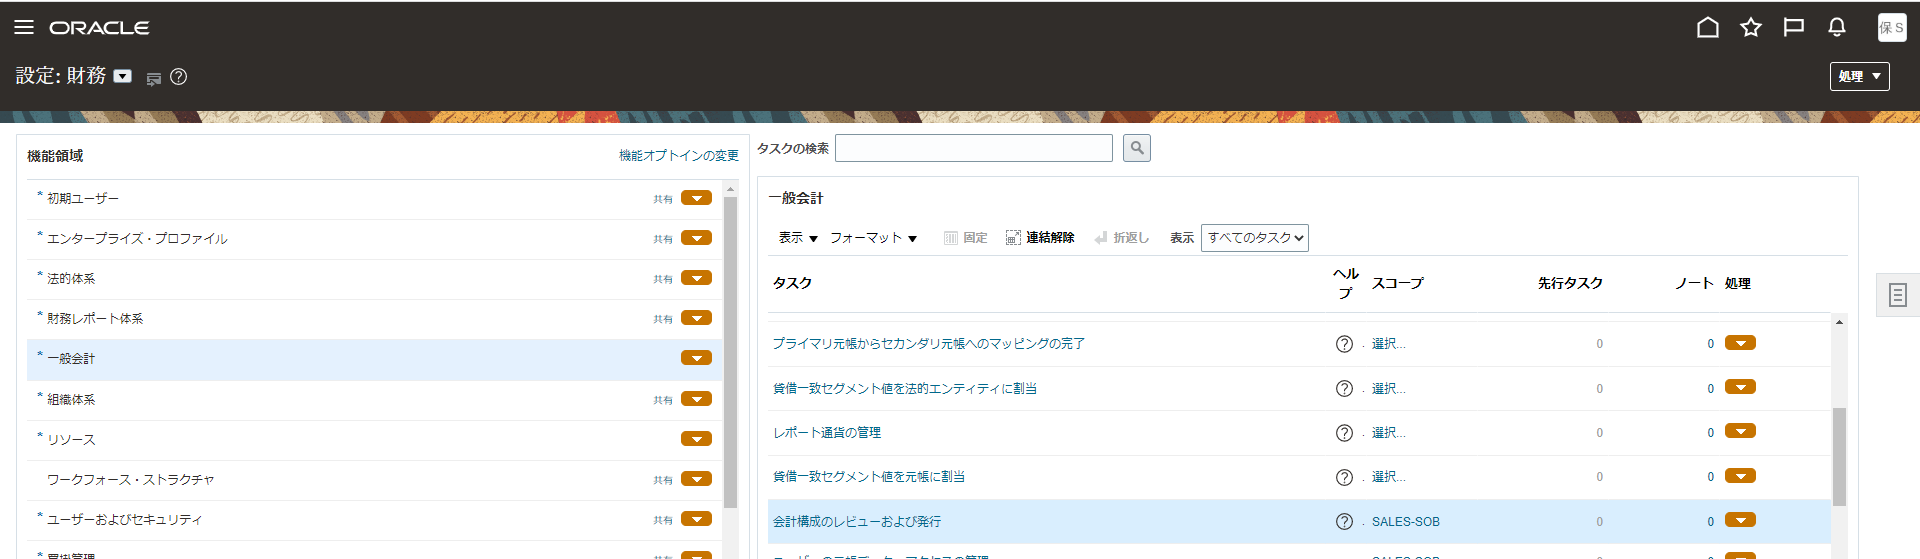 ORACLE
保 S
設定: 財務
処理
機能領域
機能オプトインの変更
* 初期ユーザー 共有
* エンタープライズ・プロファイル 共有
* 法的体系 共有
* 財務レポート体系 共有
* 一般会計
* 組織体系 共有
* リソース
ワークフォース・ストラクチャ 共有
* ユーザーおよびセキュリティ 共有
タスクの検索
一般会計
表示 フォーマット 固定 連結解除 折返し 表示 すべてのタスク
タスク ヘルプ スコープ 先行タスク ノート 処理
プライマリ元帳からセカンダリ元帳へのマッピングの完了 選択... 0 0
貸借一致セグメント値を法的エンティティに割当 選択... 0 0
レポート通貨の管理 選択... 0 0
貸借一致セグメント値を元帳に割当 選択... 0 0
会計構成のレビューおよび発行 SALES-SOB 0 0